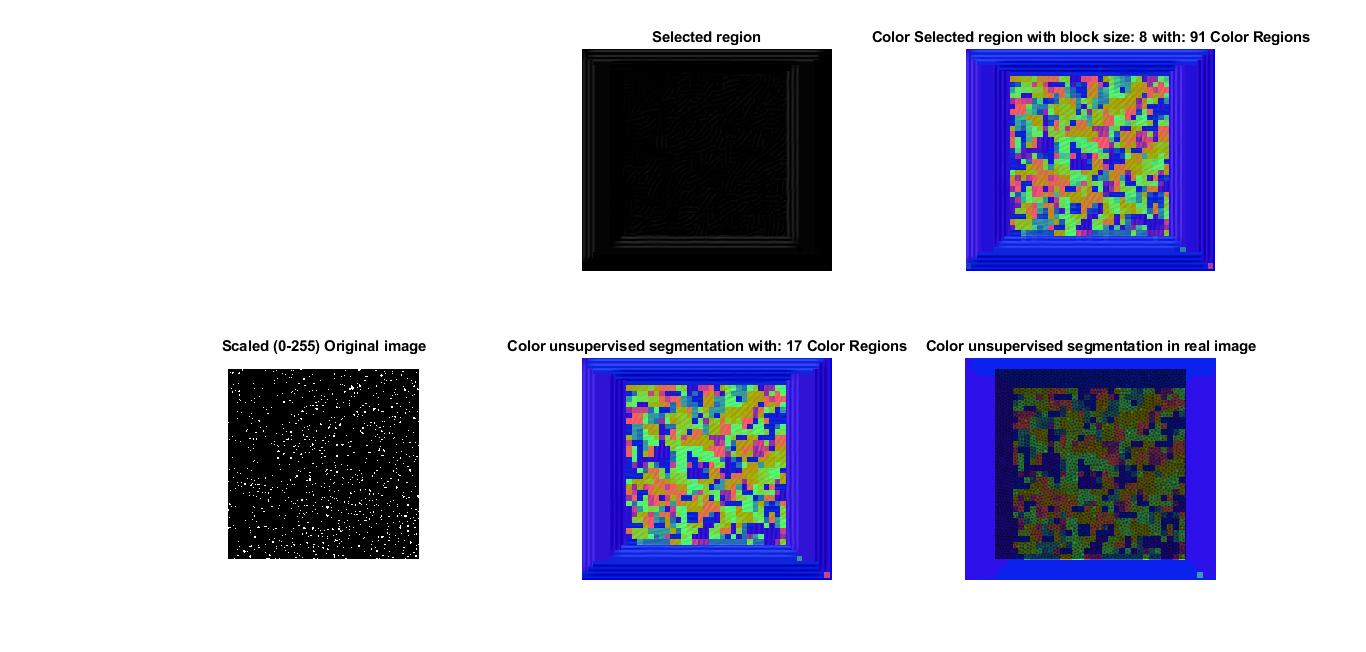 Selected region
Color Selected region with block size: 8 with: 91 Color Regions
Scaled (0-255) Original image
Color unsupervised segmentation with: 17 Color Regions
Color unsupervised segmentation in real image